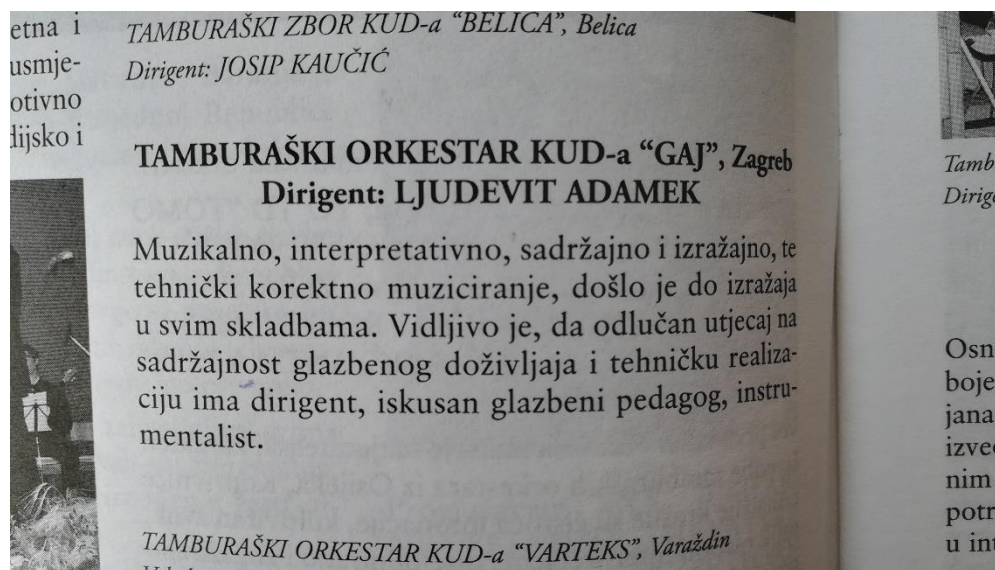 etna i
usmje-
otivno
dijsko i
TAMBURAŠKI ZBOR KUD-a “BELICA”, Belica
Dirigent: JOSIP KAUČIĆ
TAMBURAŠKI ORKESTAR KUD-a “GAJ”, Zagreb
Dirigent: LJUDEVIT ADAMEK
Muzikalno, interpretativno, sadržajno i izražajno, te
tehnički korektno muziciranje, došlo je do izražaja
u svim skladbama. Vidljivo je, da odlučan utjecaj na
sadržajnost glazbenog doživljaja i tehničku realiza-
ciju ima dirigent, iskusan glazbeni pedagog, instru-
mentalist.
TAMBURAŠKI ORKESTAR KUD-a “VARTEKS”, Varaždin
Tamb
Dirige
Osn
boje
jana
izve
nim
potr
u int